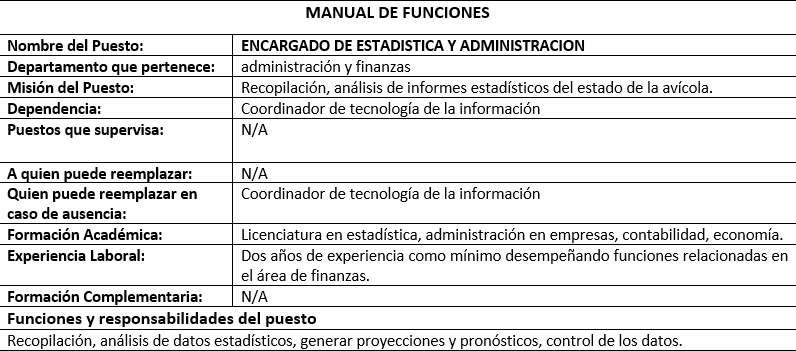 MANUAL DE FUNCIONES
Nombre del Puesto: ENCARGADO DE ESTADISTICA Y ADMINISTRACION
Departamento que pertenece: administración y finanzas
Misión del Puesto: Recopilación, análisis de informes estadísticos del estado de la avícola.
Dependencia: Coordinador de tecnología de la información
Puestos que supervisa: N/A
A quien puede reemplazar: N/A
Quien puede reemplazar en Coordinador de tecnología de la información
caso de ausencia:
Formación Académica: Licenciatura en estadística, administración en empresas, contabilidad, economía.
Experiencia Laboral: Dos años de experiencia como mínimo desempeñando funciones relacionadas en
el área de finanzas.
Formación Complementaria: N/A
Funciones y responsabilidades del puesto
Recopilación, análisis de datos estadísticos, generar proyecciones y pronósticos, control de los datos.